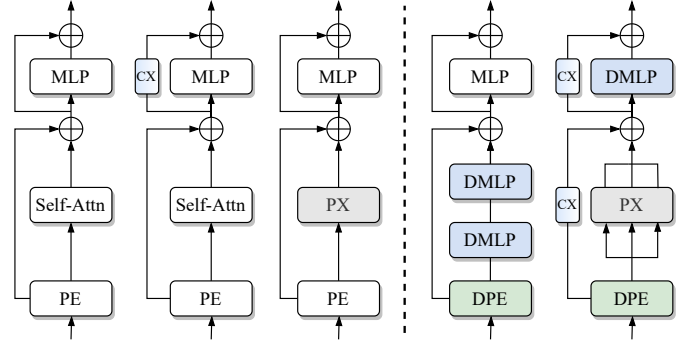 MLP
CX
MLP
MLP
MLP
CX
DMLP
Self-Attn
Self-Attn
PX
DMLP
DMLP
CX
PX
PE
PE
PE
DPE
DPE